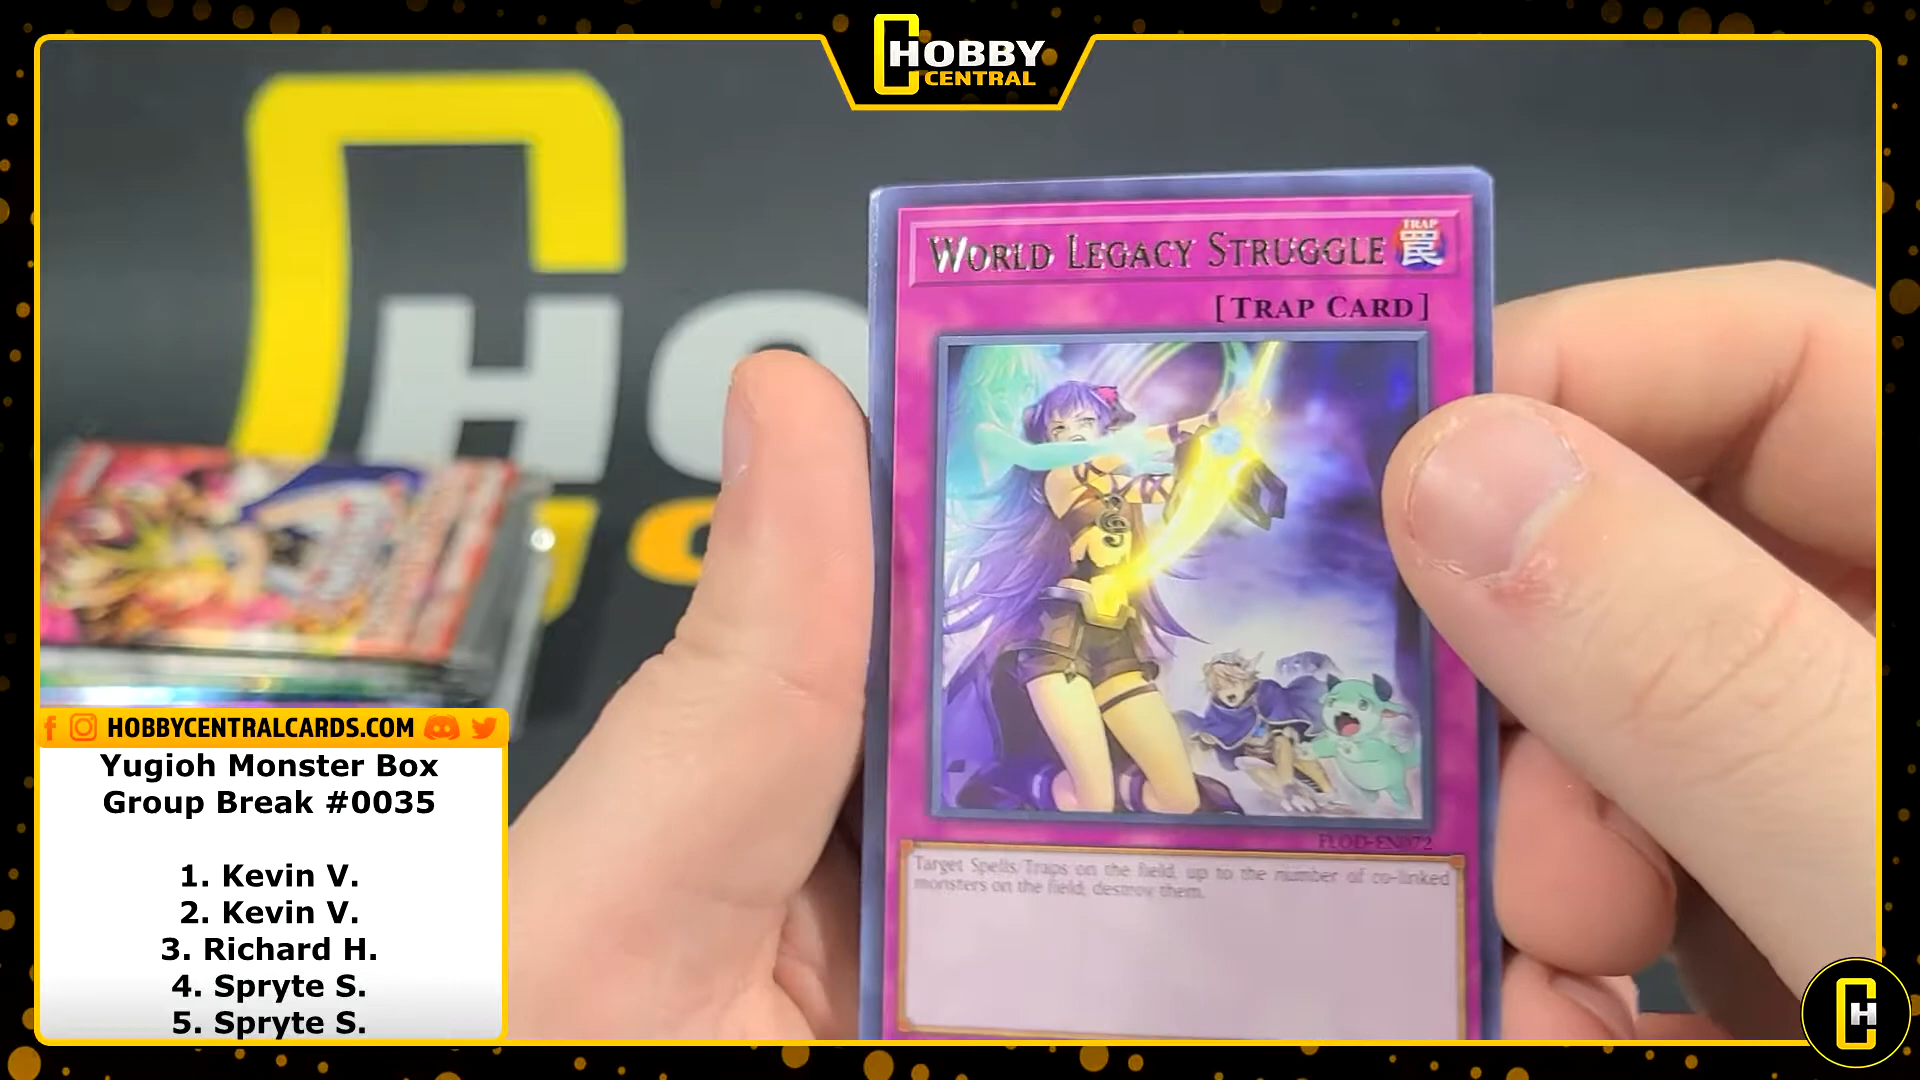 HOBBY
CENTRAL
HO
WORLD LEGACY STRUGGLE
TRAP
罠
[TRAP CARD]
FLOD-EN072
Target Spells/Traps on the field, up to the number of co-linked
monsters on the field; destroy them.
HOBBYCENTRALCARDS.COM
Yugioh Monster Box
Group Break #0035
1. Kevin V.
2. Kevin V.
3. Richard H.
4. Spryte S.
5. Spryte S.
CH